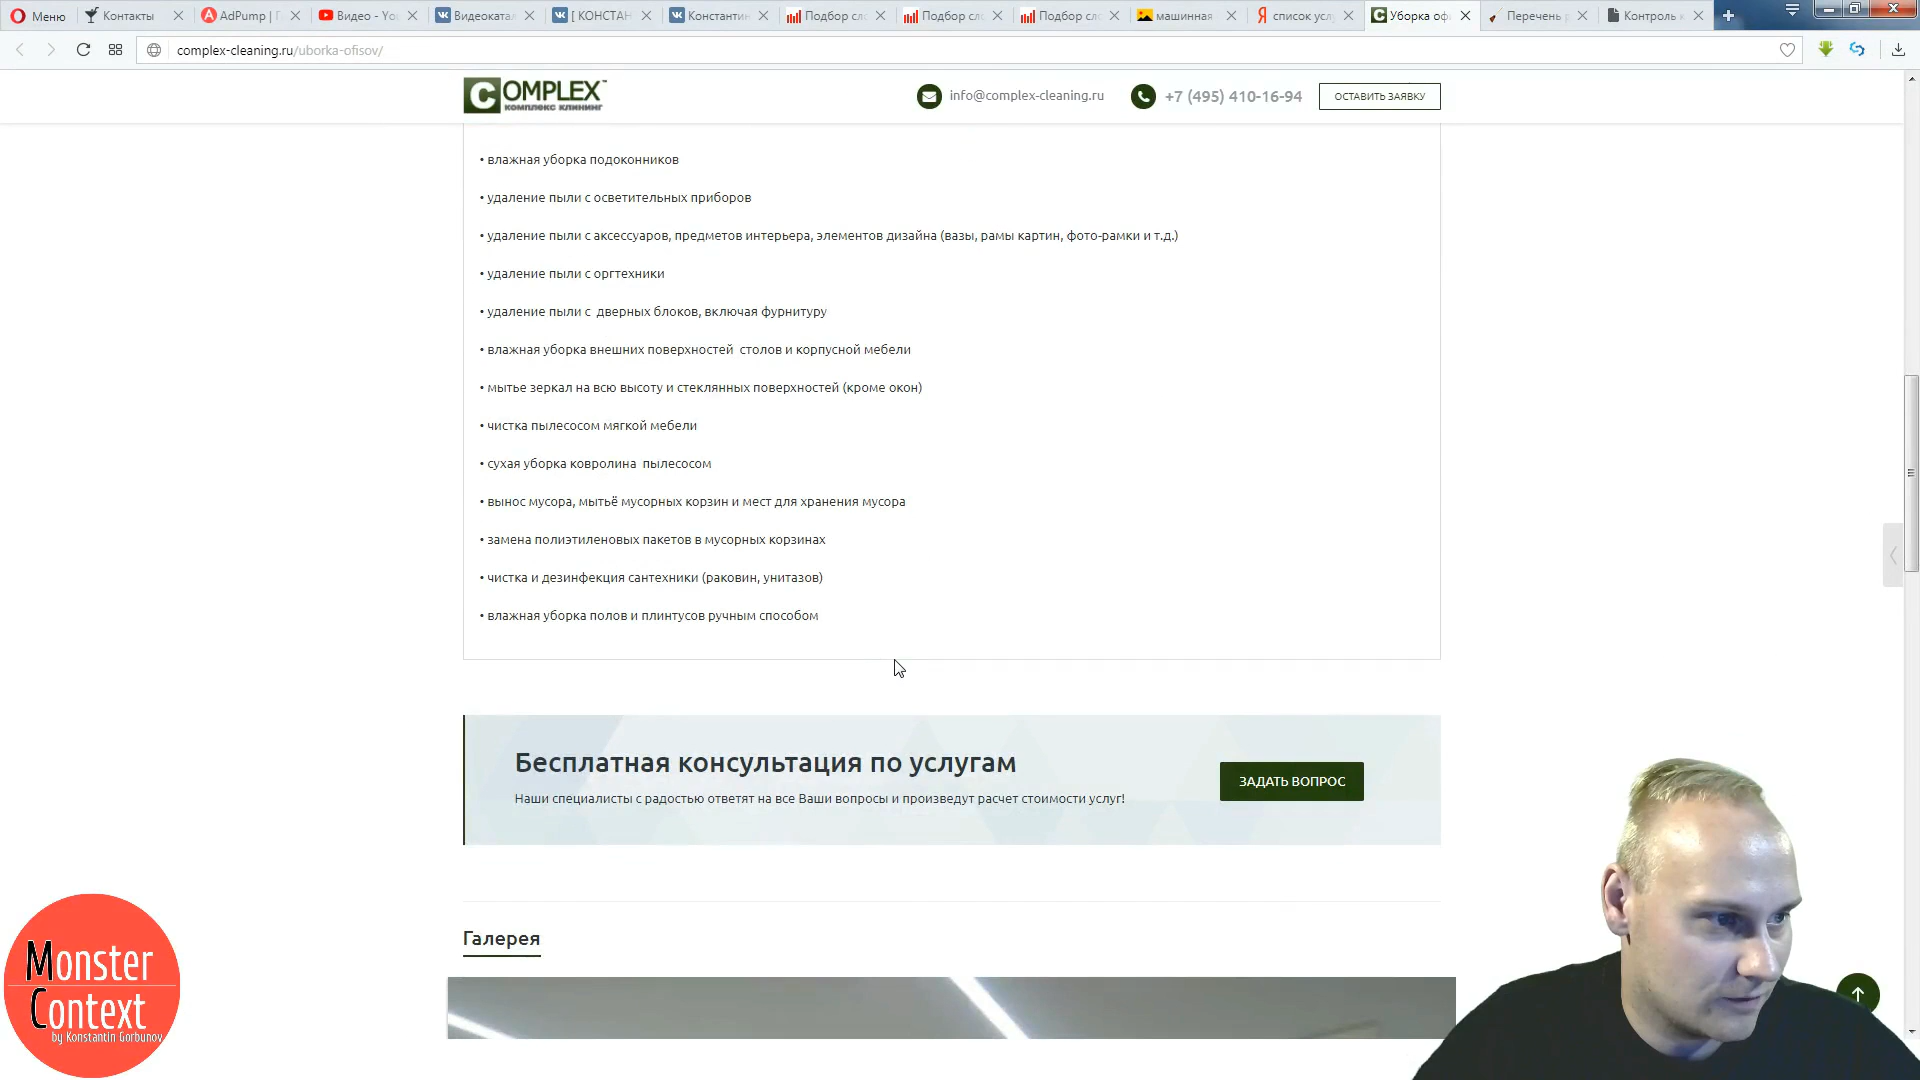 Меню
Контакты
AdPump | Г
Видео - You
Видеоката
[ КОНСТАН
Константин
Подбор сл
Подбор сл
Подбор сл
машинная
список усл
Уборка оф
Перечень р
Контроль к
complex-cleaning.ru/uborka-ofisov/
COMPLEX™
комплекс клининг
info@complex-cleaning.ru
+7 (495) 410-16-94
ОСТАВИТЬ ЗАЯВКУ
• влажная уборка подоконников
• удаление пыли с осветительных приборов
• удаление пыли с аксессуаров, предметов интерьера, элементов дизайна (вазы, рамы картин, фото-рамки и т.д.)
• удаление пыли с оргтехники
• удаление пыли с дверных блоков, включая фурнитуру
• влажная уборка внешних поверхностей столов и корпусной мебели
• мытье зеркал на всю высоту и стеклянных поверхностей (кроме окон)
• чистка пылесосом мягкой мебели
• сухая уборка ковролина пылесосом
• вынос мусора, мытьё мусорных корзин и мест для хранения мусора
• замена полиэтиленовых пакетов в мусорных корзинах
• чистка и дезинфекция сантехники (раковин, унитазов)
• влажная уборка полов и плинтусов ручным способом
Бесплатная консультация по услугам
Наши специалисты с радостью ответят на все Ваши вопросы и произведут расчет стоимости услуг!
ЗАДАТЬ ВОПРОС
Галерея
Monster
Context
by Konstantin Gorbunov